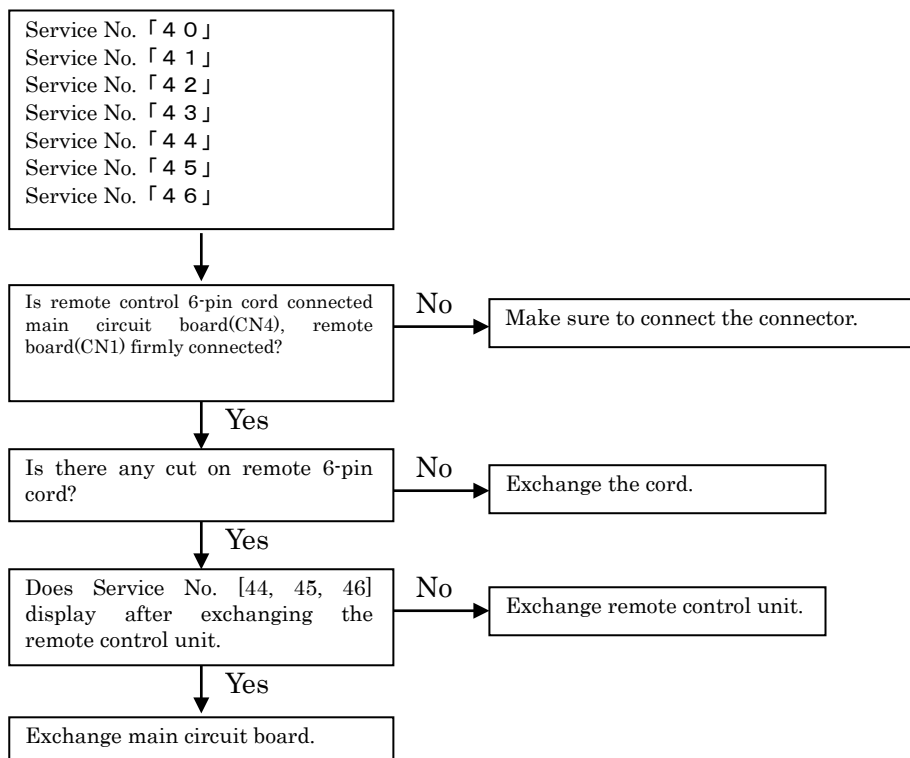 Service No.「４０」
Service No.「４１」
Service No.「４２」
Service No.「４３」
Service No.「４４」
Service No.「４５」
Service No.「４６」
Is remote control 6-pin cord connected
main circuit board(CN4), remote
board(CN1) firmly connected?
No
Make sure to connect the connector.
Yes
Is there any cut on remote 6-pin
cord?
No
Exchange the cord.
Yes
Does Service No. [44, 45, 46]
display after exchanging the
remote control unit.
No
Exchange remote control unit.
Yes
Exchange main circuit board.